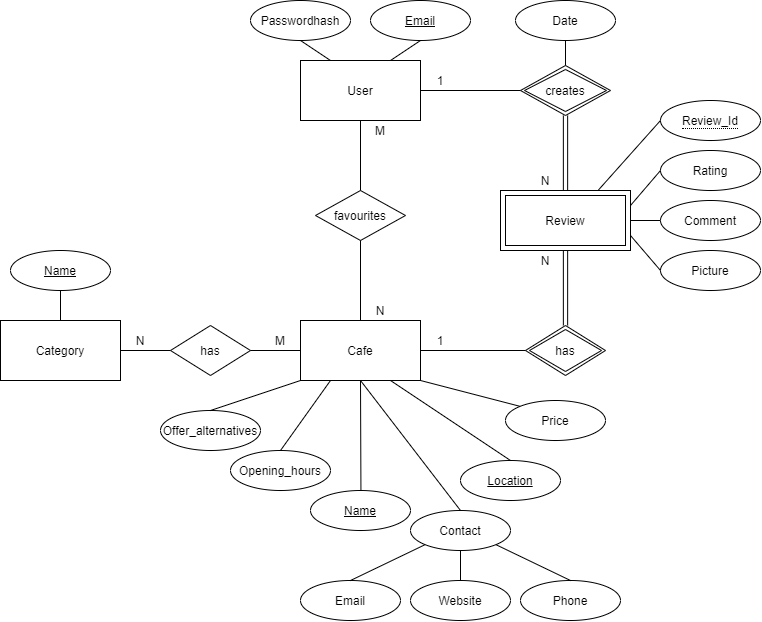 Passwordhash
Email
Date
User
1
creates
M
Review_Id
Rating
N
favourites
Review
Comment
N
Picture
Name
N
Category
N
has
M
Cafe
1
has
Offer_alternatives
Price
Opening_hours
Location
Name
Contact
Email
Website
Phone